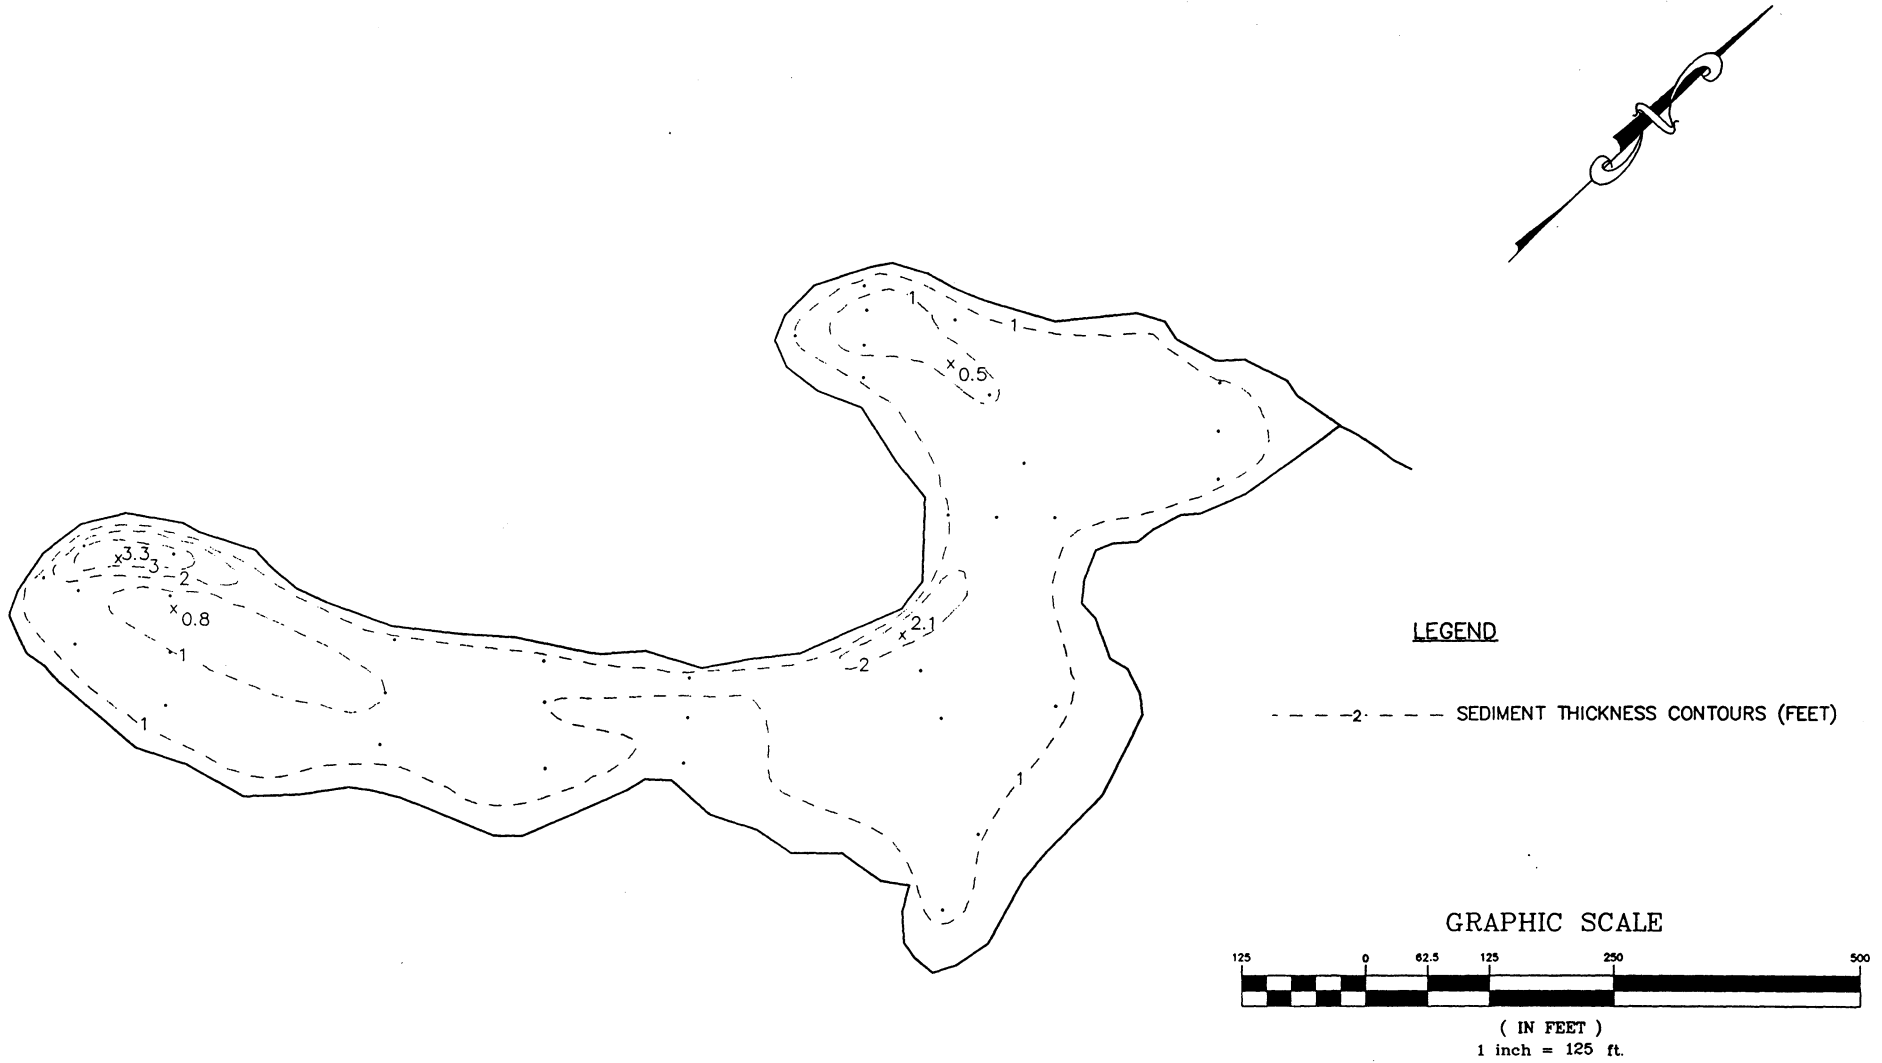 1
1
0.5
3.3
3
2
0.8
1
1
2.1
2
1
LEGEND
2 SEDIMENT THICKNESS CONTOURS (FEET)
GRAPHIC SCALE
125 0 62.5 125 250 500
( IN FEET )
1 inch = 125 ft.